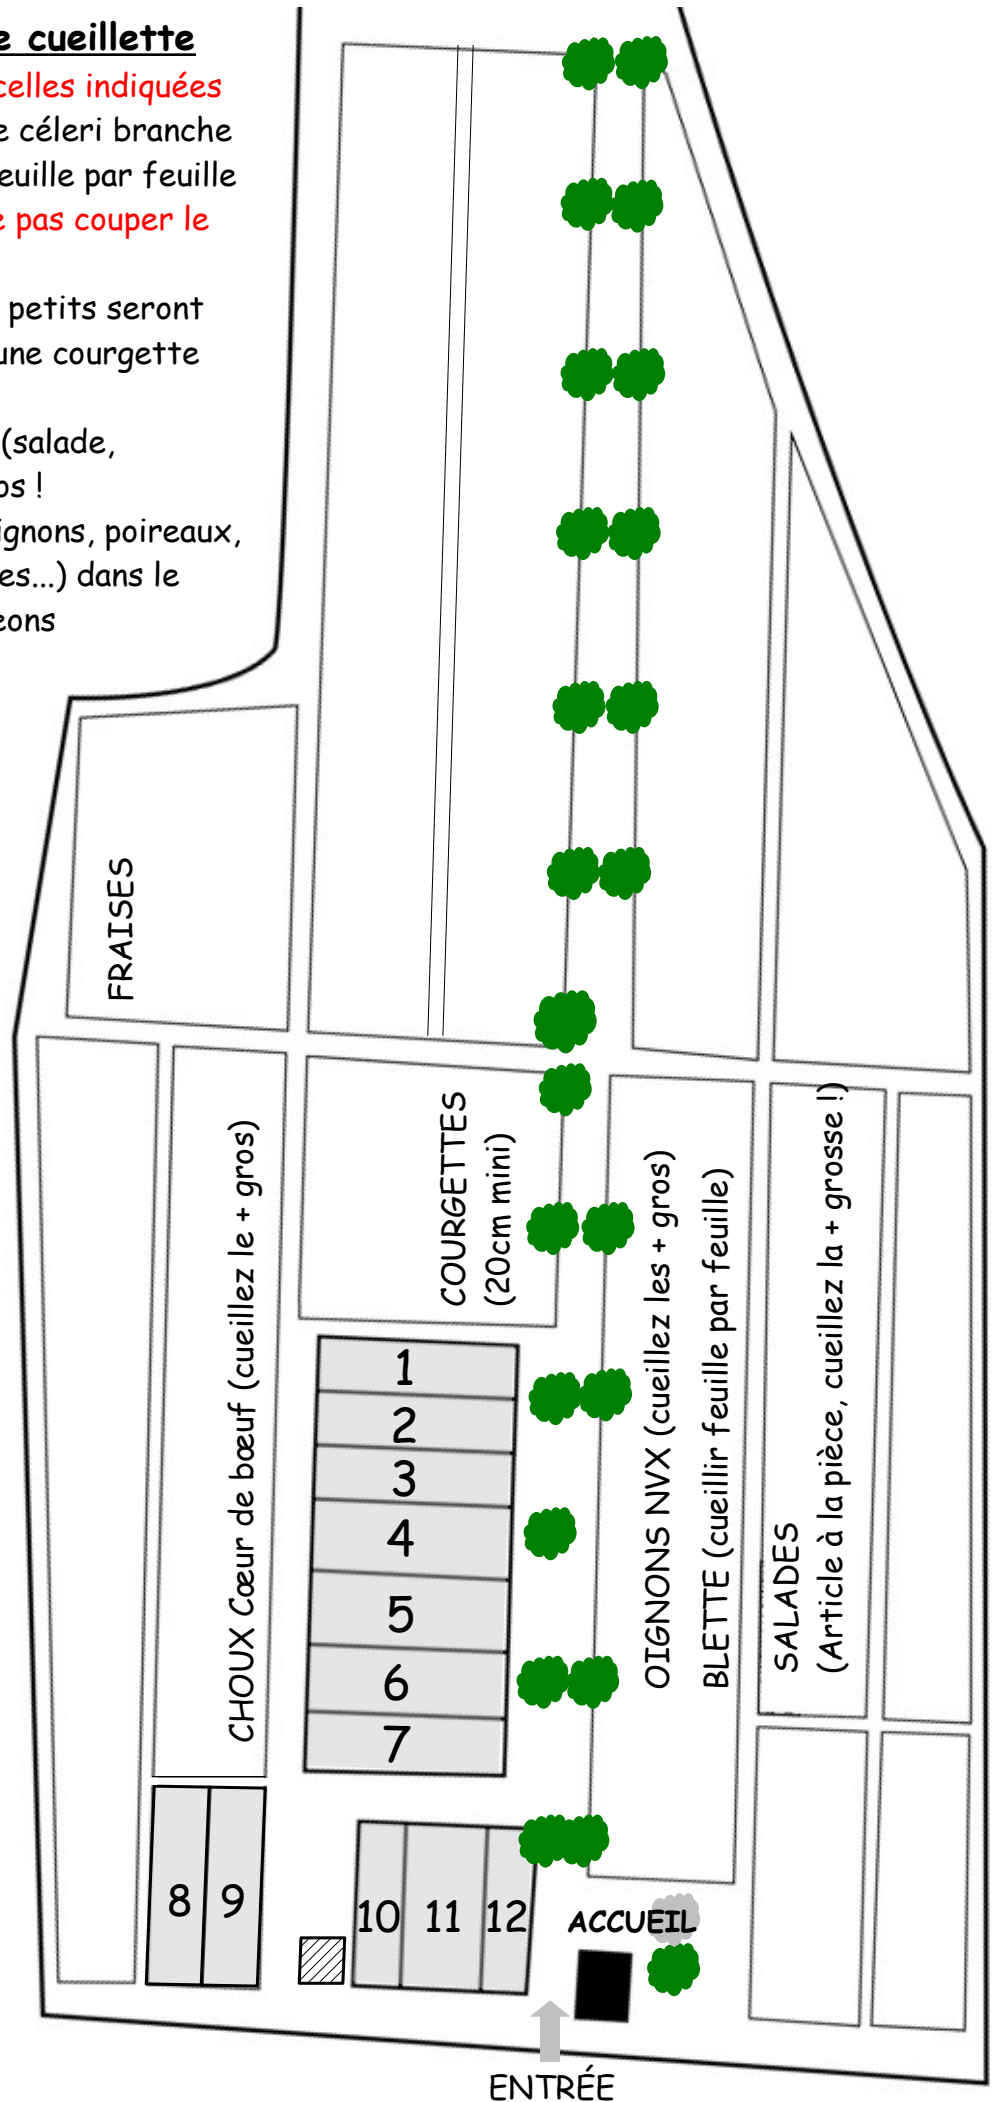 e cueillette
celles indiquées
e céleri branche
euille par feuille
e pas couper le
petits seront
une courgette
(salade,
os !
ignons, poireaux,
es...) dans le
eons
FRAISES
COURGETTES
(20cm mini)
CHOUX Cœur de bœuf (cueillez le + gros)
OIGNONS NVX (cueillez les + gros)
BLETTE (cueillir feuille par feuille)
SALADES
(Article à la pièce, cueillez la + grosse !)
1
2
3
4
5
6
7
8 9
10 11 12
ACCUEIL
ENTRÉE